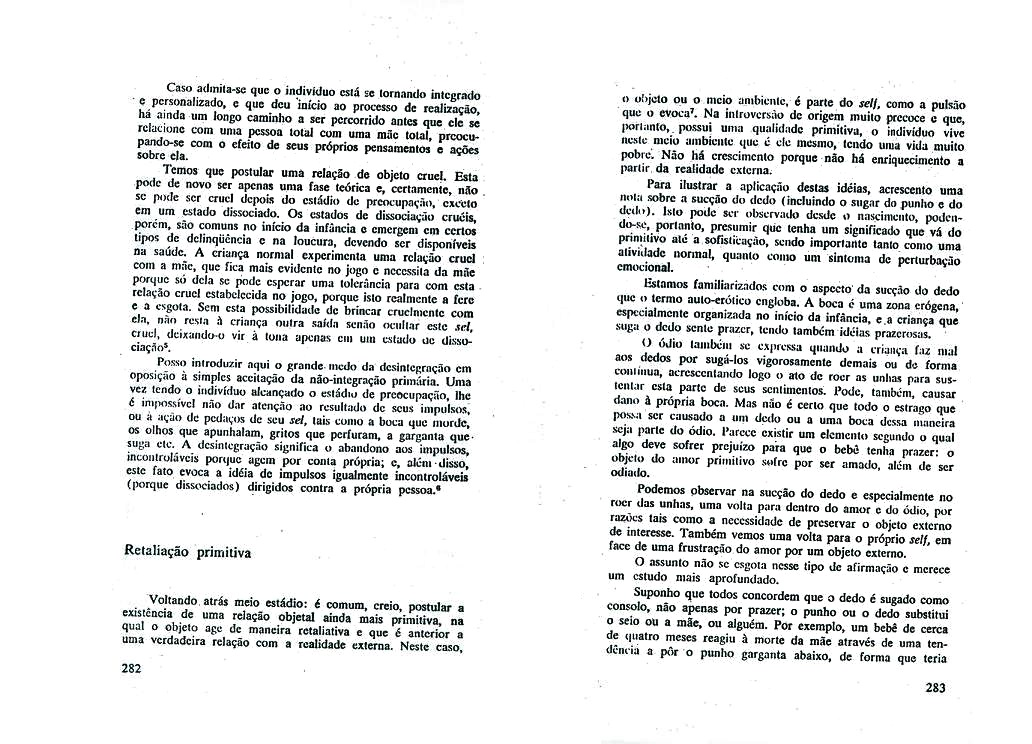 Caso admita-se que o indivíduo está se tornando integrado
e personalizado, e que deu início ao processo de realização,
há ainda um longo caminho a ser percorrido antes que ele se
relacione com uma pessoa total com uma mãe total, preocu-
pando-se com o efeito de seus próprios pensamentos e ações
sobre ela.
Temos que postular uma relação de objeto cruel. Esta
pode de novo ser apenas uma fase teórica e, certamente, não
se pode ser cruel depois do estádio de preocupação, exceto
em um estado dissociado. Os estados de dissociação cruéis,
porém, são comuns no início da infância e emergem em certos
tipos de delinqüência e na loucura, devendo ser disponíveis
na saúde. A criança normal experimenta uma relação cruel
com a mãe, que fica mais evidente no jogo e necessita da mãe
porque só dela se pode esperar uma tolerância para com esta
relação cruel estabelecida no jogo, porque isto realmente a fere
e a esgota. Sem esta possibilidade de brincar cruelmente com
ela, não resta à criança outra saída senão ocultar este sel,
cruel, deixando-o vir à tona apenas em um estado de disso-
ciação⁵.
Posso introduzir aqui o grande medo da desintegração em
oposição à simples aceitação da não-integração primária. Uma
vez tendo o indivíduo alcançado o estádio de preocupação, lhe
é impossível não dar atenção ao resultado de seus impulsos,
ou à ação de pedaços de seu sel, tais como a boca que morde,
os olhos que apunhalam, gritos que perfuram, a garganta que
suga etc. A desintegração significa o abandono aos impulsos,
incontroláveis porque agem por conta própria; e, além disso,
este fato evoca a idéia de impulsos igualmente incontroláveis
(porque dissociados) dirigidos contra a própria pessoa.⁶
Retaliação primitiva
Voltando atrás meio estádio: é comum, creio, postular a
existência de uma relação objetal ainda mais primitiva, na
qual o objeto age de maneira retaliativa e que é anterior a
uma verdadeira relação com a realidade externa. Neste caso,
282
o objeto ou o meio ambiente, é parte do self, como a pulsão
que o evoca⁷. Na introversão de origem muito precoce e que,
portanto, possui uma qualidade primitiva, o indivíduo vive
neste meio ambiente que é ele mesmo, tendo uma vida muito
pobre. Não há crescimento porque não há enriquecimento a
partir da realidade externa.
Para ilustrar a aplicação destas idéias, acrescento uma
nota sobre a sucção do dedo (incluindo o sugar do punho e do
dedo). Isto pode ser observado desde o nascimento, poden-
do-se, portanto, presumir que tenha um significado que vá do
primitivo até a sofisticação, sendo importante tanto como uma
atividade normal, quanto como um sintoma de perturbação
emocional.
Estamos familiarizados com o aspecto da sucção do dedo
que o termo auto-erótico engloba. A boca é uma zona erógena,
especialmente organizada no início da infância, e a criança que
suga o dedo sente prazer, tendo também idéias prazerosas.
O ódio também se expressa quando a criança faz mal
aos dedos por sugá-los vigorosamente demais ou de forma
contínua, acrescentando logo o ato de roer as unhas para sus-
tentar esta parte de seus sentimentos. Pode, também, causar
dano à própria boca. Mas não é certo que todo o estrago que
possa ser causado a um dedo ou a uma boca dessa maneira
seja parte do ódio. Parece existir um elemento segundo o qual
algo deve sofrer prejuízo para que o bebê tenha prazer: o
objeto do amor primitivo sofre por ser amado, além de ser
odiado.
Podemos observar na sucção do dedo e especialmente no
roer das unhas, uma volta para dentro do amor e do ódio, por
razões tais como a necessidade de preservar o objeto externo
de interesse. Também vemos uma volta para o próprio self, em
face de uma frustração do amor por um objeto externo.
O assunto não se esgota nesse tipo de afirmação e merece
um estudo mais aprofundado.
Suponho que todos concordem que o dedo é sugado como
consolo, não apenas por prazer; o punho ou o dedo substitui
o seio ou a mãe, ou alguém. Por exemplo, um bebê de cerca
de quatro meses reagiu à morte da mãe através de uma ten-
dência a pôr o punho garganta abaixo, de forma que teria
283